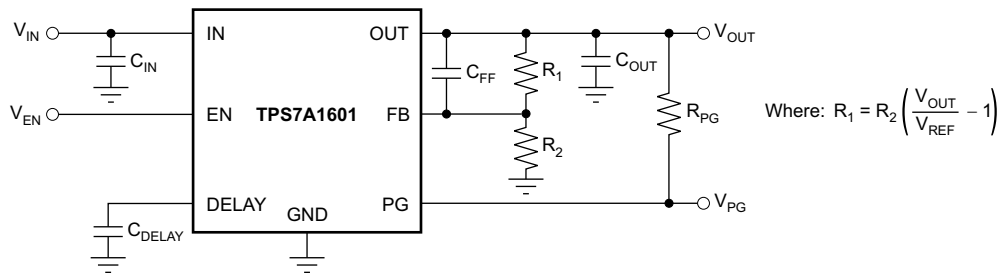 V_IN
IN
OUT
V_OUT
C_IN
C_FF
R_1
C_OUT
V_EN
EN
TPS7A1601
FB
R_PG
Where: R_1 = R_2 (V_OUT / V_REF − 1)
R_2
DELAY
GND
PG
V_PG
C_DELAY